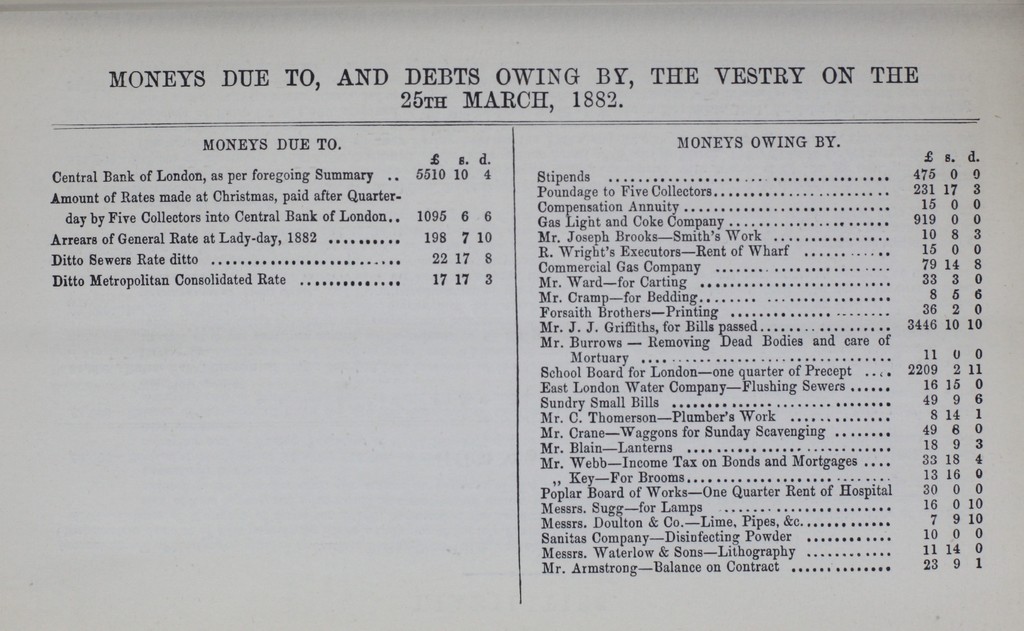 MONEYS DUE TO, AND DEBTS OWING BY, THE VESTRY ON THE
25TH MARCH, 1882.
MONEYS DUE TO.
£ s. d.
Central Bank of London, as per foregoing Summary .. 5510 10 4
Amount of Rates made at Christmas, paid after Quarter-
day by Five Collectors into Central Bank of London.. 1095 6 6
Arrears of General Rate at Lady-day, 1882 .......... 198 7 10
Ditto Sewers Rate ditto .......................... 22 17 8
Ditto Metropolitan Consolidated Rate .............. 17 17 3
MONEYS OWING BY.
£ s. d.
Stipends ........................................ 475 0 0
Poundage to Five Collectors......................... 231 17 3
Compensation Annuity ............................. 15 0 0
Gas Light and Coke Company ....................... 919 0 0
Mr. Joseph Brooks—Smith's Work ................ 10 8 3
R. Wright's Executors—Rent of Wharf ............ 15 0 0
Commercial Gas Company ......................... 79 14 8
Mr. Ward—for Carting ........................... 33 3 0
Mr. Cramp—for Bedding........................... 8 5 6
Forsaith Brothers—Printing ....................... 36 2 0
Mr. J. J. Griffiths, for Bills passed................... 3446 10 10
Mr. Burrows — Removing Dead Bodies and care of
Mortuary .................................... 11 0 0
School Board for London—one quarter of Precept .... 2209 2 11
East London Water Company—Flushing Sewers ...... 16 15 0
Sundry Small Bills ............................... 49 9 6
Mr. C. Thomerson—Plumber's Work .............. 8 14 1
Mr. Crane—Waggons for Sunday Scavenging ........ 49 6 0
Mr. Blain—Lanterns ............................. 18 9 3
Mr. Webb—Income Tax on Bonds and Mortgages .... 33 18 4
,, Key—For Brooms............................. 13 16 0
Poplar Board of Works—One Quarter Rent of Hospital 30 0 0
Messrs. Sugg—for Lamps ......................... 16 0 10
Messrs. Doulton & Co.—Lime, Pipes, &c............. 7 9 10
Sanitas Company—Disinfecting Powder ............ 10 0 0
Messrs. Waterlow & Sons—Lithography ............ 11 14 0
Mr. Armstrong—Balance on Contract .............. 23 9 1